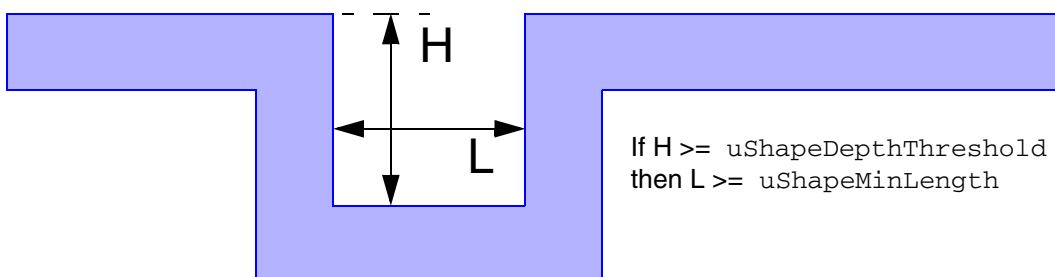 H
L
If H >= uShapeDepthThreshold
then L >= uShapeMinLength